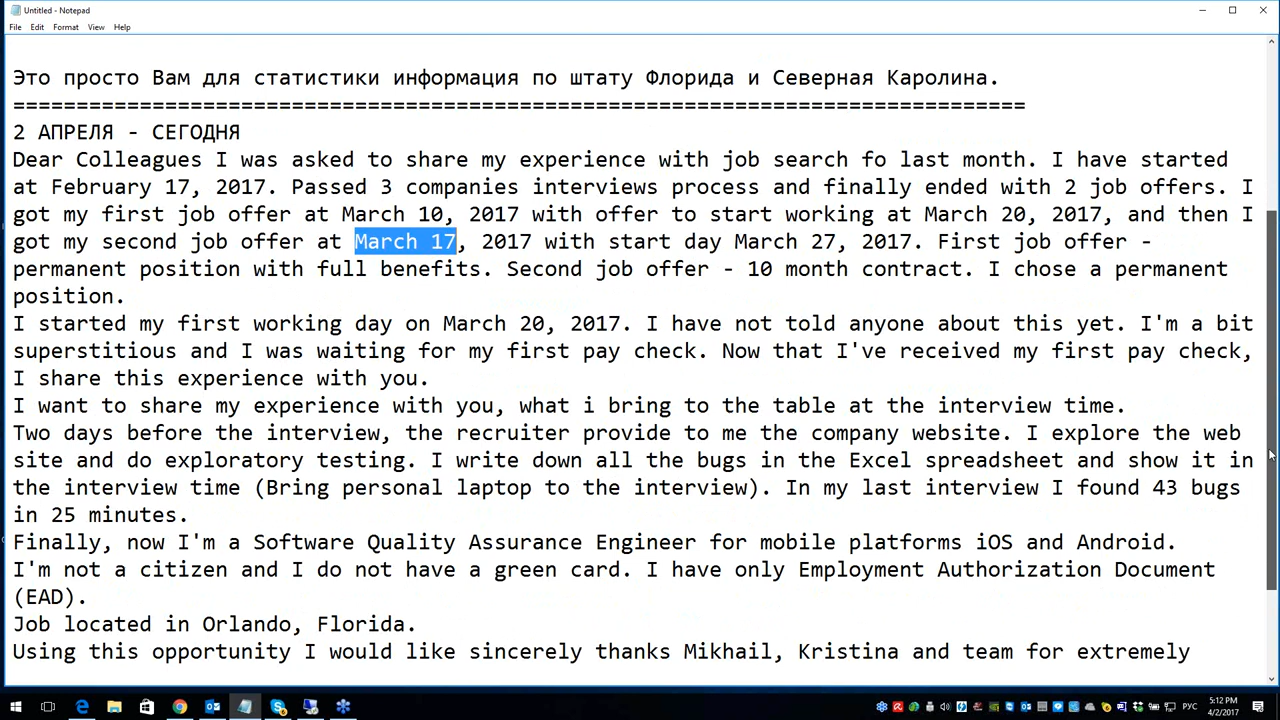 Untitled - Notepad
File Edit Format View Help
Это просто Вам для статистики информация по штату Флорида и Северная Каролина.
================================================================================
2 АПРЕЛЯ - СЕГОДНЯ
Dear Colleagues I was asked to share my experience with job search fo last month. I have started
at February 17, 2017. Passed 3 companies interviews process and finally ended with 2 job offers. I
got my first job offer at March 10, 2017 with offer to start working at March 20, 2017, and then I
got my second job offer at March 17, 2017 with start day March 27, 2017. First job offer -
permanent position with full benefits. Second job offer - 10 month contract. I chose a permanent
position.
I started my first working day on March 20, 2017. I have not told anyone about this yet. I'm a bit
superstitious and I was waiting for my first pay check. Now that I've received my first pay check,
I share this experience with you.
I want to share my experience with you, what i bring to the table at the interview time.
Two days before the interview, the recruiter provide to me the company website. I explore the web
site and do exploratory testing. I write down all the bugs in the Excel spreadsheet and show it in
the interview time (Bring personal laptop to the interview). In my last interview I found 43 bugs
in 25 minutes.
Finally, now I'm a Software Quality Assurance Engineer for mobile platforms iOS and Android.
I'm not a citizen and I do not have a green card. I have only Employment Authorization Document
(EAD).
Job located in Orlando, Florida.
Using this opportunity I would like sincerely thanks Mikhail, Kristina and team for extremely
РУС
5:12 PM
4/2/2017